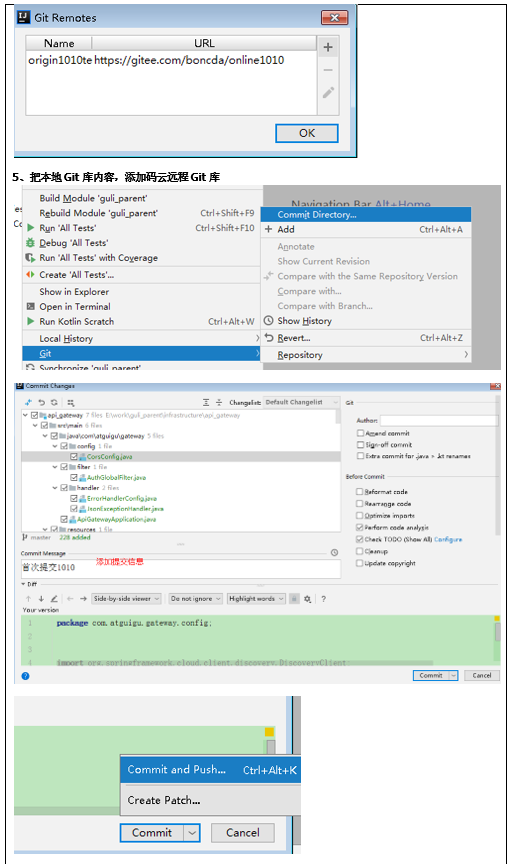 Git Remotes
Name URL
origin1010te https://gitee.com/boncda/online1010
OK
5、把本地 Git 库内容，添加码云远程 Git 库
Build Module 'guli_parent'
Rebuild Module 'guli_parent' Ctrl+Shift+F9
Run 'All Tests' Ctrl+Shift+F10
Debug 'All Tests'
Run 'All Tests' with Coverage
Create 'All Tests'...
Show in Explorer
Open in Terminal
Run Kotlin Scratch Ctrl+Alt+W
Local History
Git
Synchronize 'guli_parent'
Navigation Bar Alt+Home
Commit Directory...
Add Ctrl+Alt+A
Annotate
Show Current Revision
Compare with the Same Repository Version
Compare with...
Compare with Branch...
Show History
Revert... Ctrl+Alt+Z
Repository
Commit Changes
Changelist: Default Changelist
api_gateway 7 files E:\work\guli_parent\infrastructure\api_gateway
src\main 6 files
java\com\atguigu\gateway 5 files
config 1 file
CorsConfig.java
filter 1 file
AuthGlobalFilter.java
handler 2 files
ErrorHandlerConfig.java
JsonExceptionHandler.java
ApiGatewayApplication.java
resources 1 file
master 228 added
Git
Author:
Amend commit
Sign-off commit
Extra commit for .java > .kt renames
Before Commit
Reformat code
Rearrange code
Optimize imports
Perform code analysis
Check TODO (Show All) Configure
Cleanup
Update copyright
Commit Message 添加提交信息
首次提交1010
Diff
Side-by-side viewer Do not ignore Highlight words ?
Your version
1 package com.atguigu.gateway.config;
2
3
4 import org.springframework.cloud.client.discovery.DiscoveryClient
Commit Cancel
Commit and Push... Ctrl+Alt+K
Create Patch...
Commit Cancel